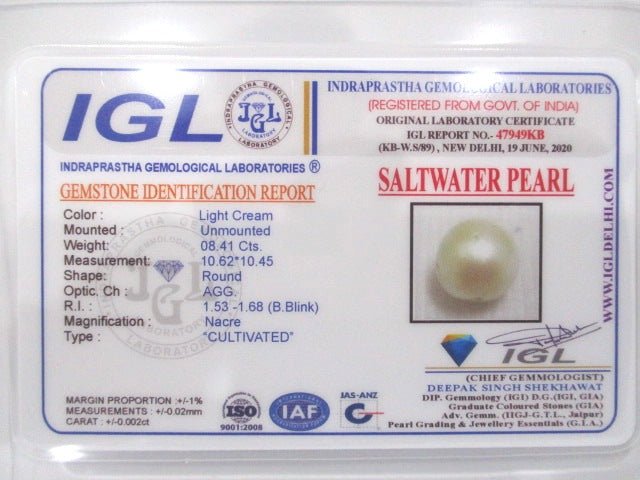 IGL
INDRAPRASTHA GEMOLOGICAL LABORATORY
IGL
INDRAPRASTHA GEMOLOGICAL LABORATORIES ®
GEMSTONE IDENTIFICATION REPORT
Color : Light Cream
Mounted : Unmounted
Weight: 08.41 Cts.
Measurement: 10.62*10.45
Shape: Round
Optic. Ch : AGG.
R.I. : 1.53 -1.68 (B.Blink)
Magnification : Nacre
Type : "CULTIVATED"
MARGIN PROPORTION :+/-1%
MEASUREMENTS : +/-0.02mm
CARAT : +/-0.002ct
ISO
9001:2008
IAF
JAS-ANZ
INDRAPRASTHA GEMOLOGICAL LABORATORIES
(REGISTERED FROM GOVT. OF INDIA)
ORIGINAL LABORATORY CERTIFICATE
IGL REPORT NO.- 47949KB
(KB-W.S/89) , NEW DELHI, 19 JUNE, 2020
SALTWATER PEARL
WWW.IGLDELHI.COM
IGL
(CHIEF GEMMOLOGIST)
DEEPAK SINGH SHEKHAWAT
DIP. Gemmology (IGI) D.G.(IGI, GIA)
Graduate Coloured Stones (GIA)
Adv. Gemm. (IIGJ-G.T.L., Jaipur)
Pearl Grading & Jewellery Essentials (G.I.A.)